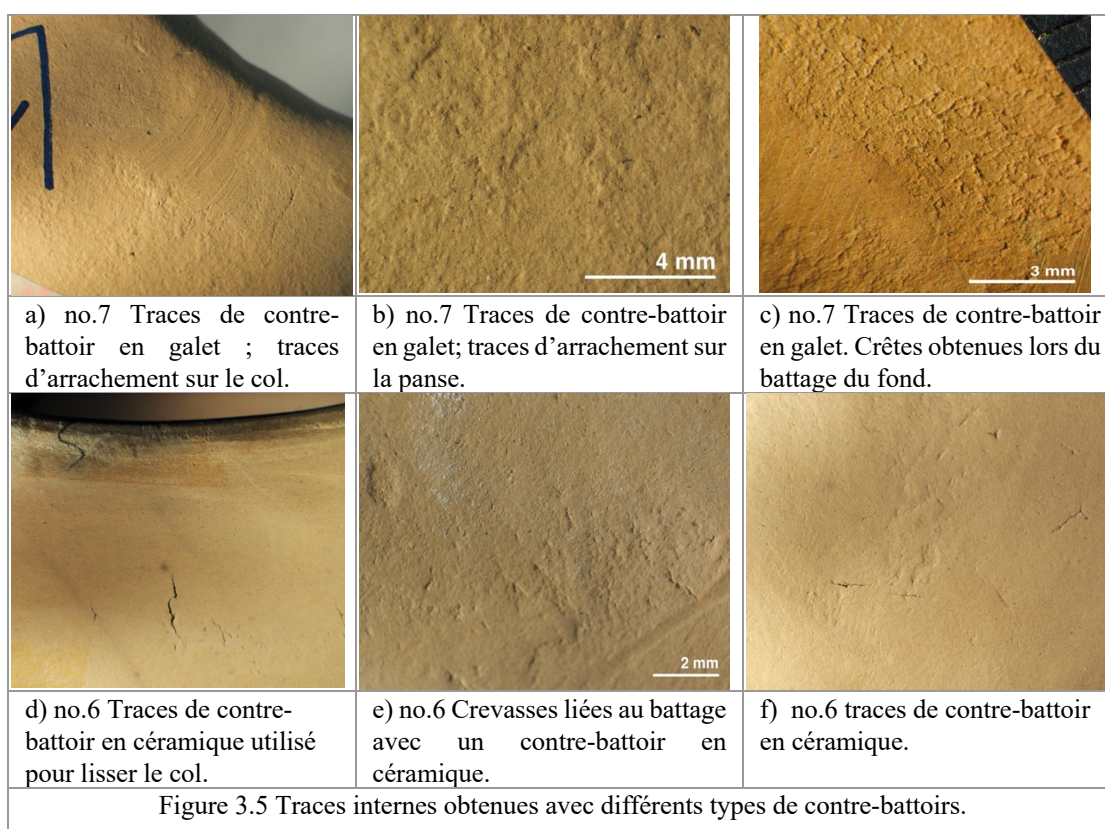 4 mm
3 mm
a) no.7 Traces de contre-
battoir en galet ; traces
d’arrachement sur le col.
b) no.7 Traces de contre-battoir
en galet; traces d’arrachement sur
la panse.
c) no.7 Traces de contre-battoir
en galet. Crêtes obtenues lors du
battage du fond.
2 mm
d) no.6 Traces de contre-
battoir en céramique utilisé
pour lisser le col.
e) no.6 Crevasses liées au battage
avec un contre-battoir en
céramique.
f) no.6 traces de contre-battoir
en céramique.
Figure 3.5 Traces internes obtenues avec différents types de contre-battoirs.